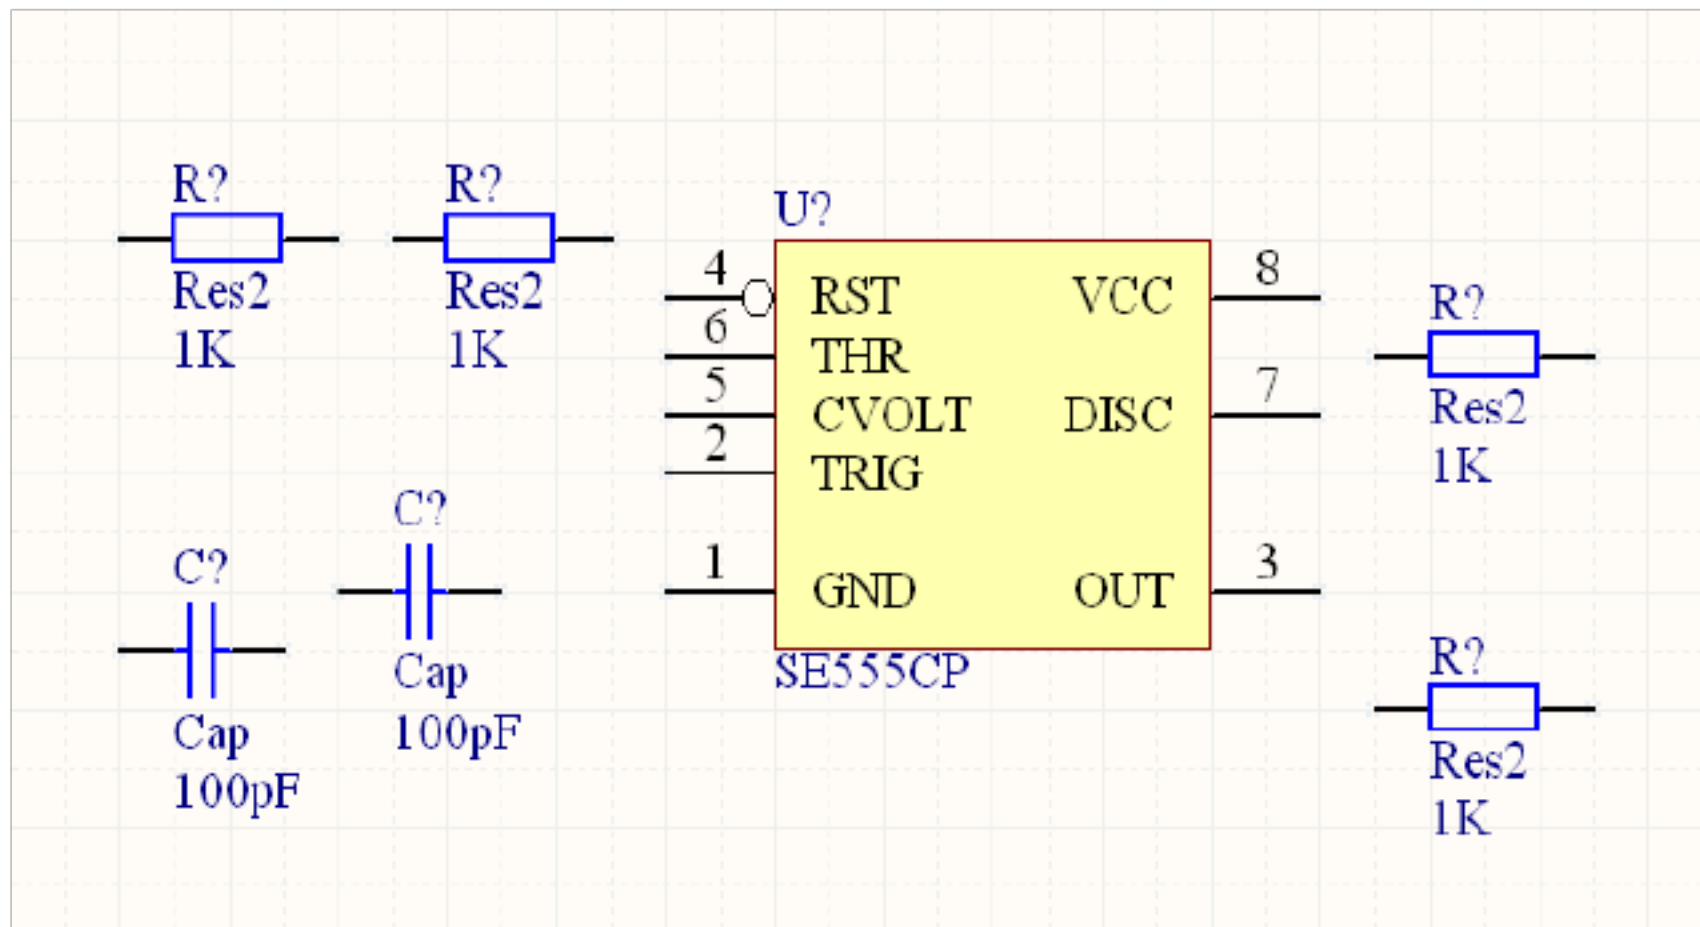 R?
Res2
1K
R?
Res2
1K
C?
Cap
100pF
C?
Cap
100pF
U?
4
RST
6
THR
5
CVOLT
2
TRIG
1
GND
VCC
8
DISC
7
OUT
3
SE555CP
R?
Res2
1K
R?
Res2
1K